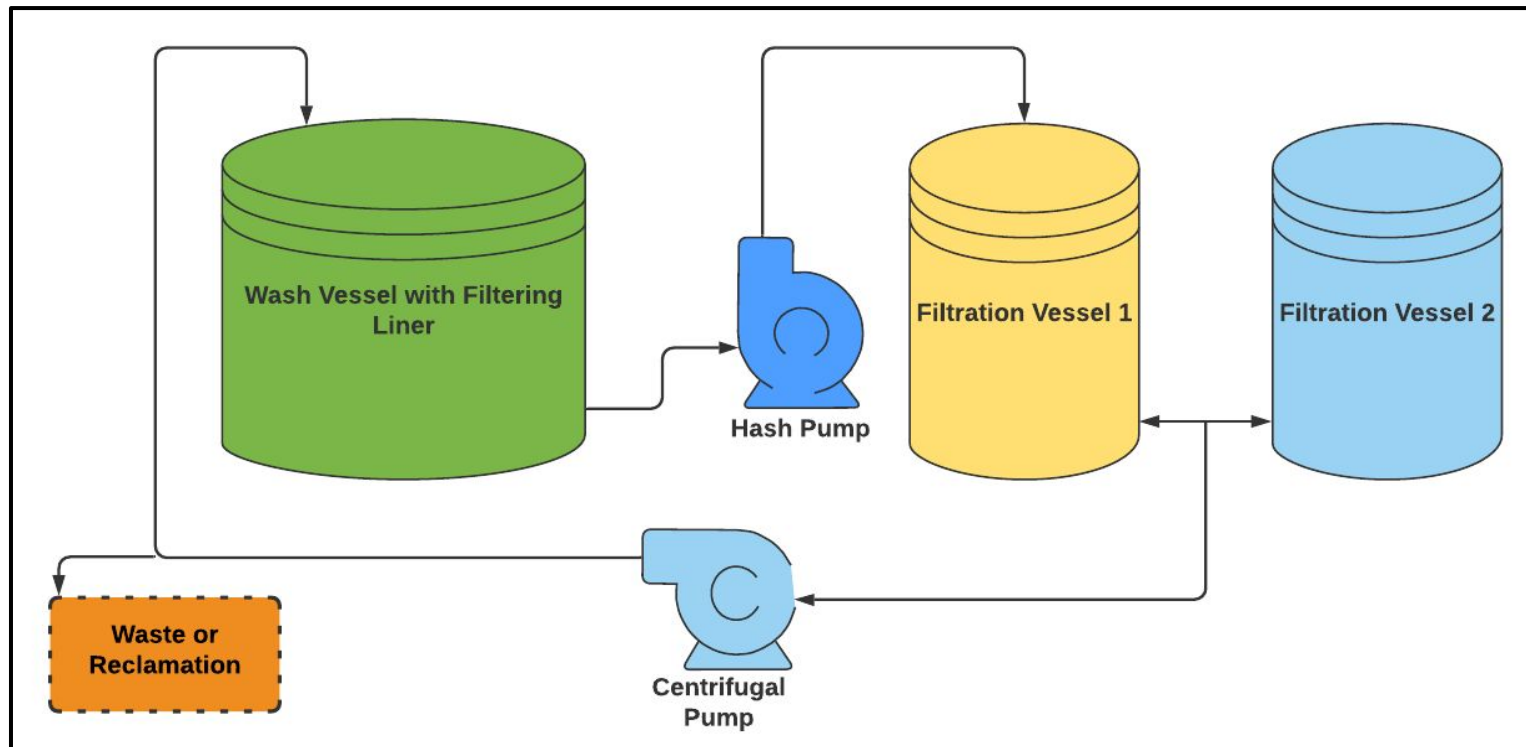 Wash Vessel with Filtering
Liner
Filtration Vessel 1
Filtration Vessel 2
Hash Pump
Waste or
Reclamation
Centrifugal
Pump